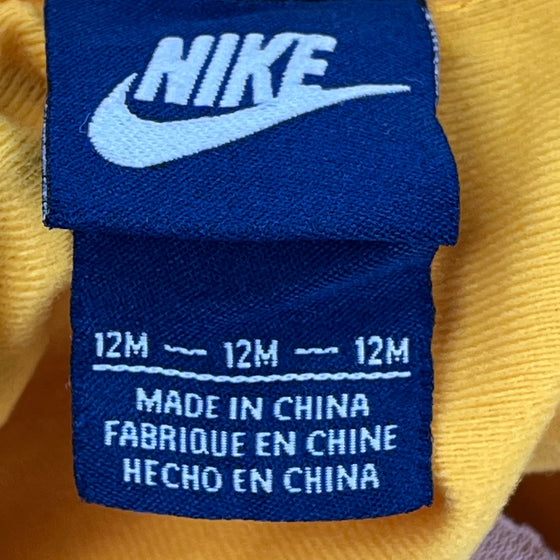 NIKE
12M — 12M — 12M
MADE IN CHINA
FABRIQUE EN CHINE
HECHO EN CHINA